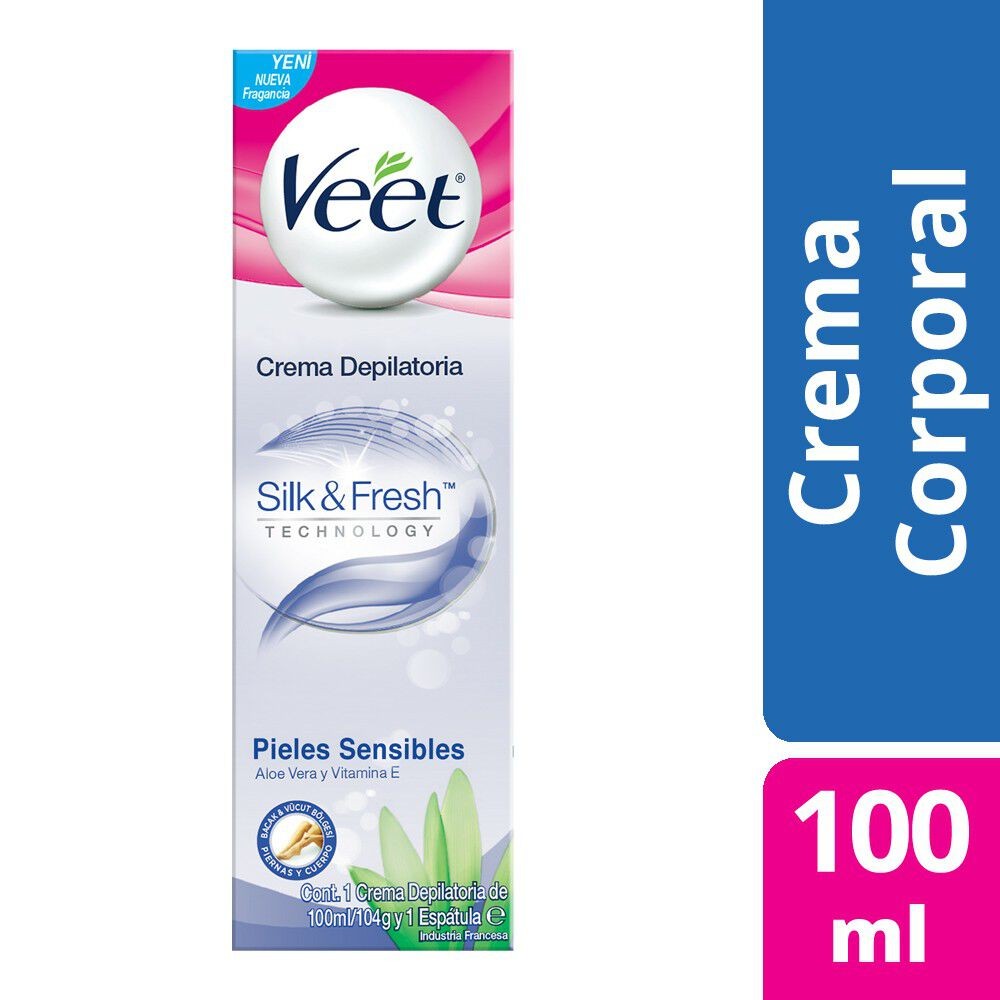 YENİ
NUEVA
Fragancia
Veet®
Crema Depilatoria
Silk & Fresh™
TECHNOLOGY
Pieles Sensibles
Aloe Vera y Vitamina E
BACAK & VÜCUT BÖLGESİ
PIERNAS Y CUERPO
Cont. 1 Crema Depilatoria de
100ml/104g y 1 Espátula ℮
Industria Francesa
Crema
Corporal
100
ml